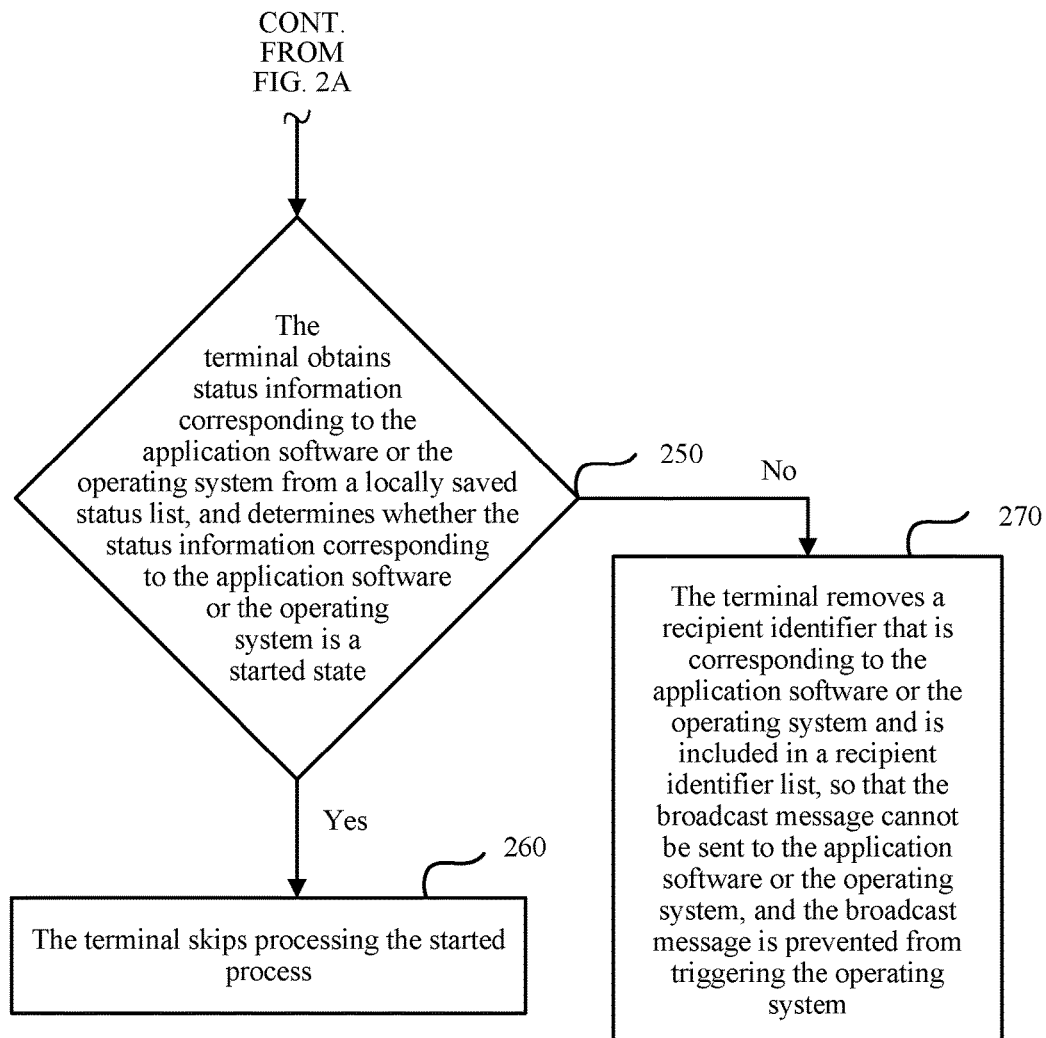 CONT.
FROM
FIG. 2A
The
terminal obtains
status information
corresponding to the
application software or the
operating system from a locally saved
status list, and determines whether the
status information corresponding
to the application software
or the operating
system is a
started state
250
No
270
The terminal removes a
recipient identifier that is
corresponding to the
application software or the
operating system and is
included in a recipient
identifier list, so that the
broadcast message cannot
be sent to the application
software or the operating
system, and the broadcast
message is prevented from
triggering the operating
system
Yes
260
The terminal skips processing the started
process